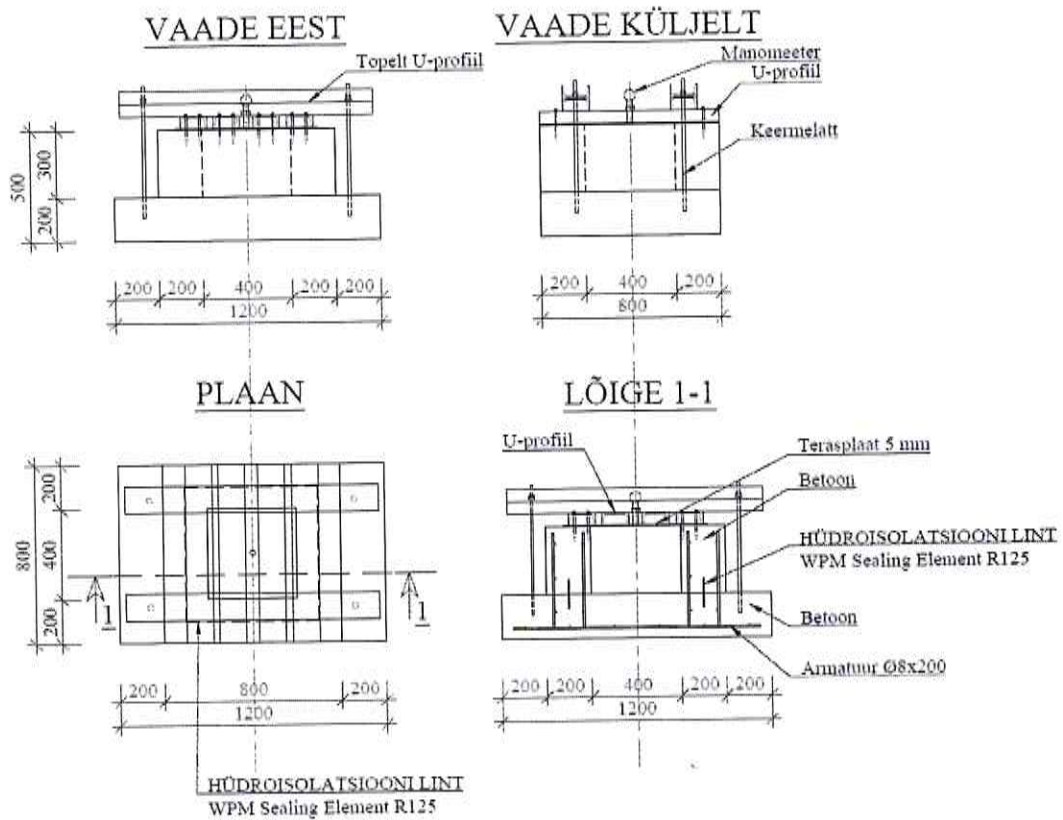 VAADE EEST
VAADE KÜLJELT
Topelt U-profiil
Manomeeter
U-profiil
Keermelatt
500
300
200
200
200
400
200
200
1200
200
400
200
800
PLAAN
LÕIGE 1-1
U-profiil
Terasplaat 5 mm
Betoon
HÜDROISOLATSIOONI LINT
WPM Sealing Element R125
Betoon
Armatuur Ø8x200
800
200
400
200
1
1
200
800
200
1200
200
200
400
200
200
1200
HÜDROISOLATSIOONI LINT
WPM Sealing Element R125